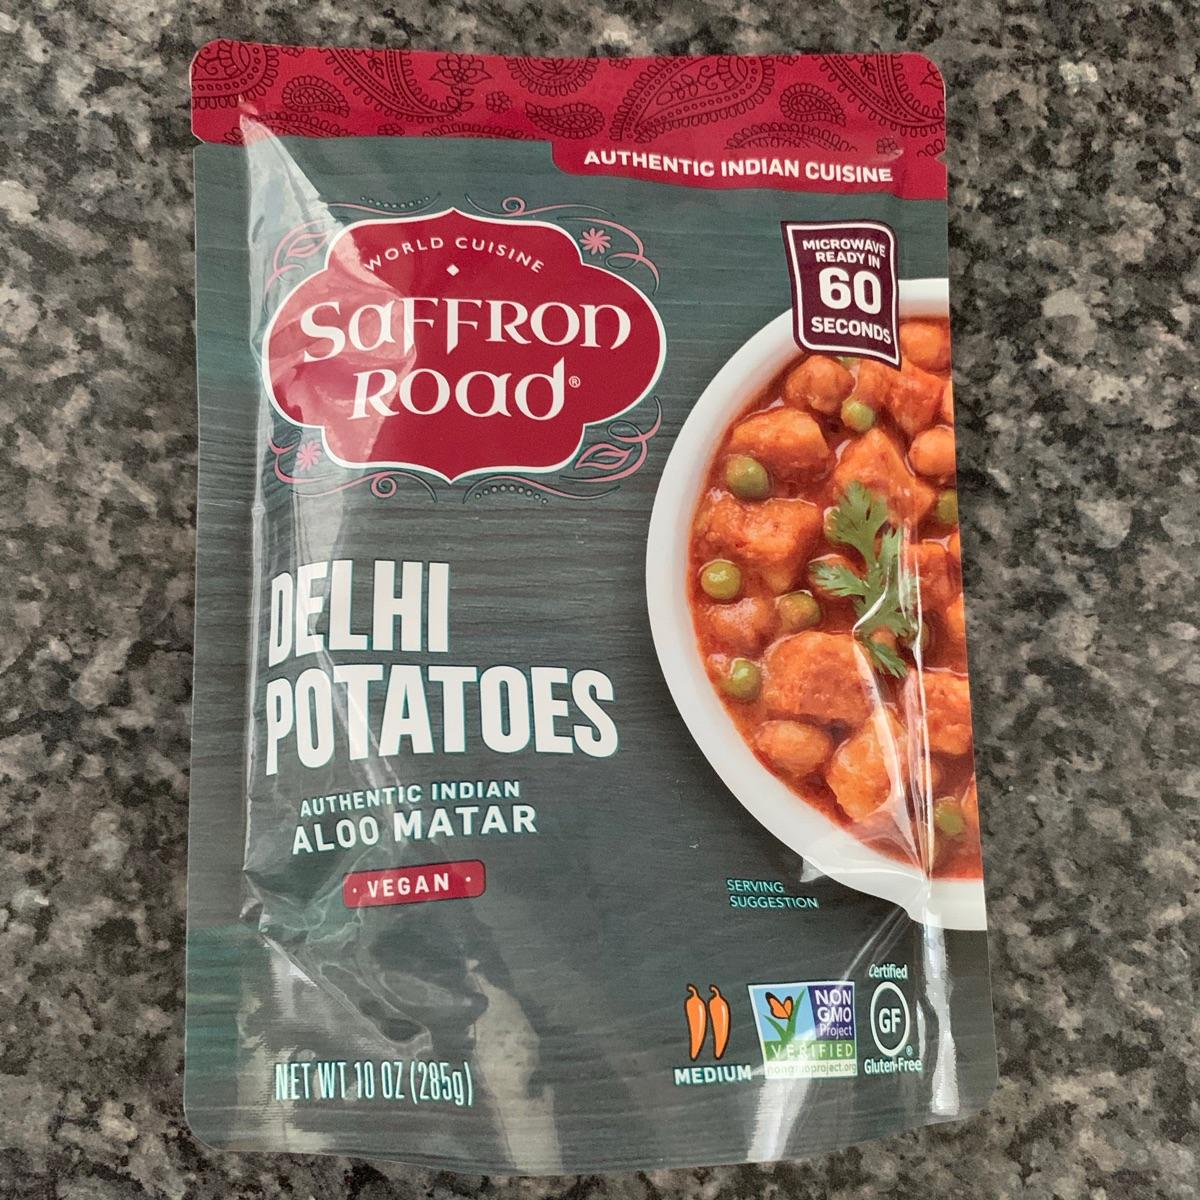 AUTHENTIC INDIAN CUISINE
WORLD CUISINE
SaFFRon
Road®
MICROWAVE
READY IN
60
SECONDS
DELHI
POTATOES
AUTHENTIC INDIAN
ALOO MATAR
· VEGAN ·
SERVING
SUGGESTION
MEDIUM
NON
GMO
Project
VERIFIED
nongmoproject.org
Certified
GF®
Gluten-Free
NET WT 10 OZ (285g)